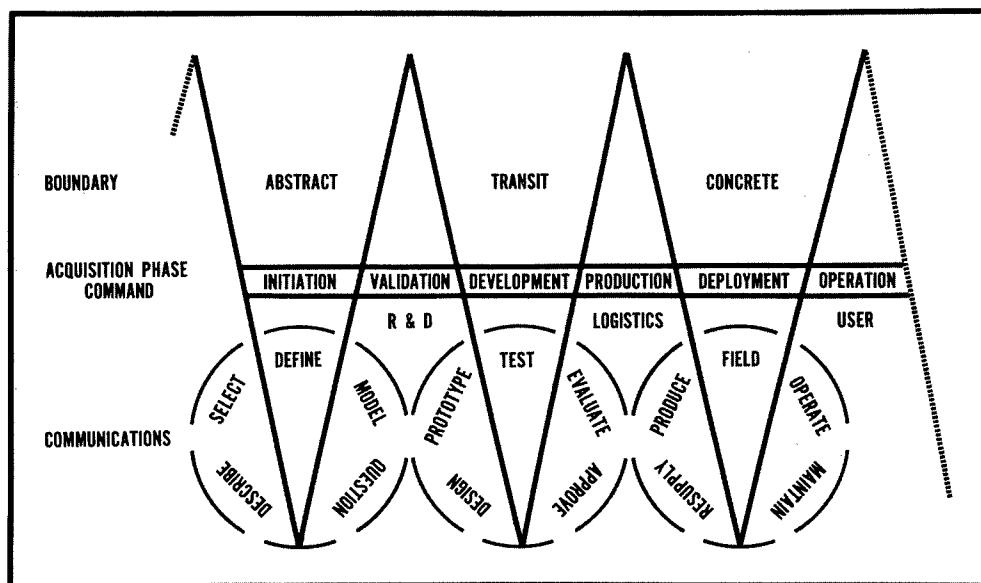 BOUNDARY ABSTRACT TRANSIT CONCRETE
ACQUISITION PHASE
COMMAND
INITIATION VALIDATION DEVELOPMENT PRODUCTION DEPLOYMENT OPERATION
R & D LOGISTICS USER
DEFINE TEST FIELD
SELECT MODEL PROTOTYPE EVALUATE PRODUCE OPERATE
COMMUNICATIONS
DESCRIBE QUESTION DESIGN APPROVE RESUPPLY MAINTAIN